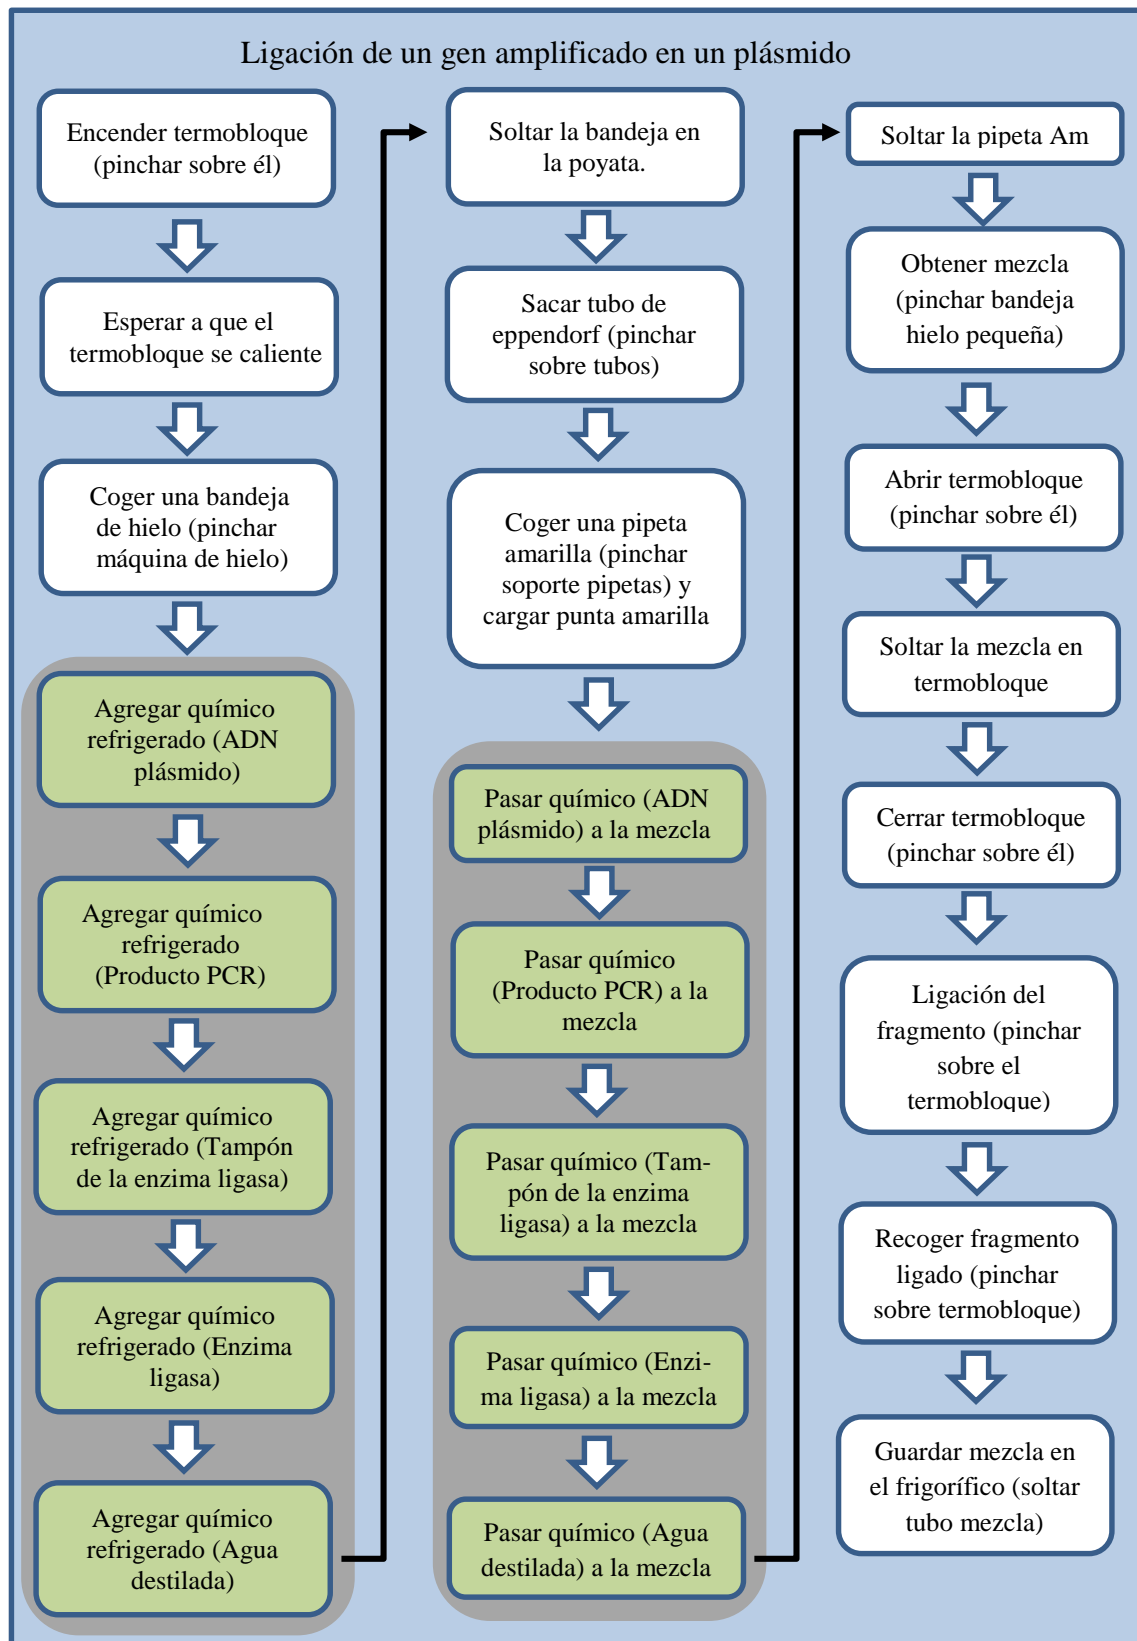 Ligación de un gen amplificado en un plásmido
Encender termobloque
(pinchar sobre él)
Esperar a que el
termobloque se caliente
Coger una bandeja
de hielo (pinchar
máquina de hielo)
Agregar químico
refrigerado (ADN
plásmido)
Agregar químico
refrigerado
(Producto PCR)
Agregar químico
refrigerado (Tampón
de la enzima ligasa)
Agregar químico
refrigerado (Enzima
ligasa)
Agregar químico
refrigerado (Agua
destilada)
Soltar la bandeja en
la poyata.
Sacar tubo de
eppendorf (pinchar
sobre tubos)
Coger una pipeta
amarilla (pinchar
soporte pipetas) y
cargar punta amarilla
Pasar químico (ADN
plásmido) a la mezcla
Pasar químico
(Producto PCR) a la
mezcla
Pasar químico (Tam-
pón de la enzima
ligasa) a la mezcla
Pasar químico (Enzi-
ma ligasa) a la mezcla
Pasar químico (Agua
destilada) a la mezcla
Soltar la pipeta Am
Obtener mezcla
(pinchar bandeja
hielo pequeña)
Abrir termobloque
(pinchar sobre él)
Soltar la mezcla en
termobloque
Cerrar termobloque
(pinchar sobre él)
Ligación del
fragmento (pinchar
sobre el
termobloque)
Recoger fragmento
ligado (pinchar
sobre termobloque)
Guardar mezcla en
el frigorífico (soltar
tubo mezcla)